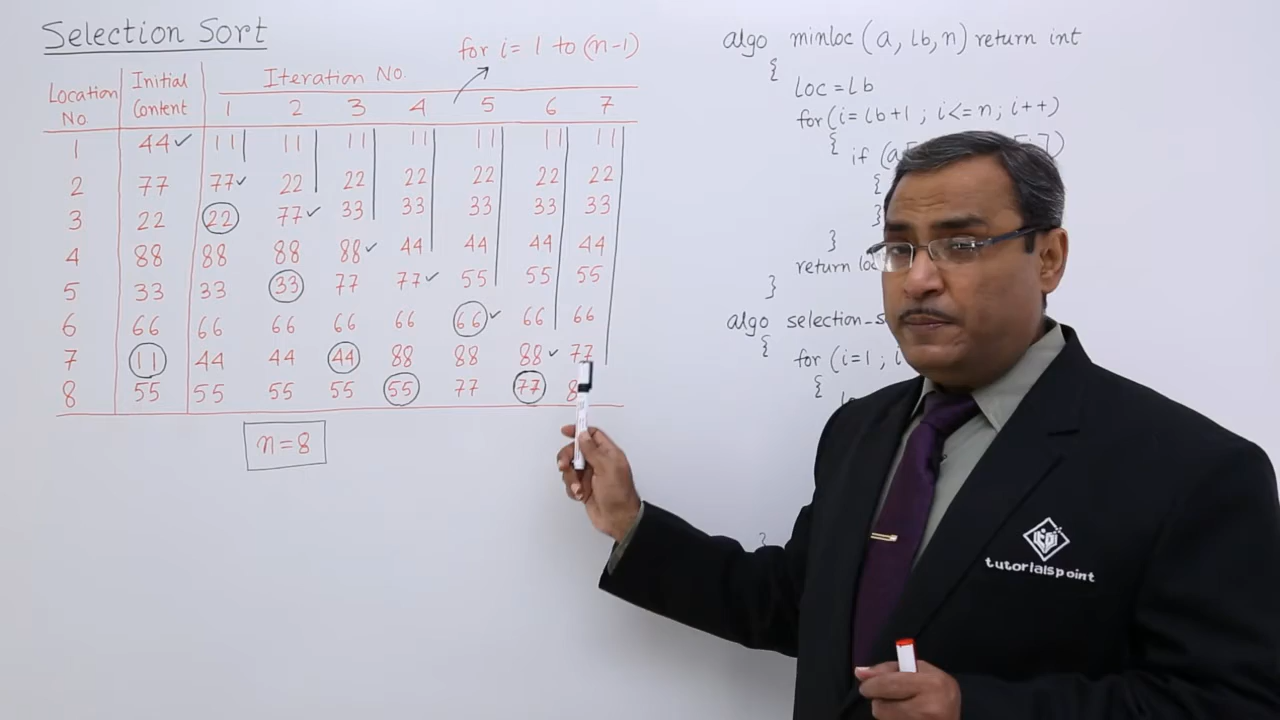 Selection Sort
for i = 1 to (n-1)
Location No. Initial Content Iteration No.
1 2 3 4 5 6 7
1 44✓ 11 11 11 11 11 11 11
2 77 77✓ 22 22 22 22 22 22
3 22 22 77✓ 33 33 33 33 33
4 88 88 88 88✓ 44 44 44 44
5 33 33 33 77 77✓ 55 55 55
6 66 66 66 66 66 66✓ 66 66
7 11 44 44 44 88 88 88✓ 77
8 55 55 55 55 55 77 77 8
n = 8
algo minloc (a, lb, n) return int
{
loc = lb
for (i = lb+1 ; i <= n ; i++)
{ if (a
{
}
}
return loc
}
algo selection_s
{ for (i=1 ; i
{
}
tutorialspoint